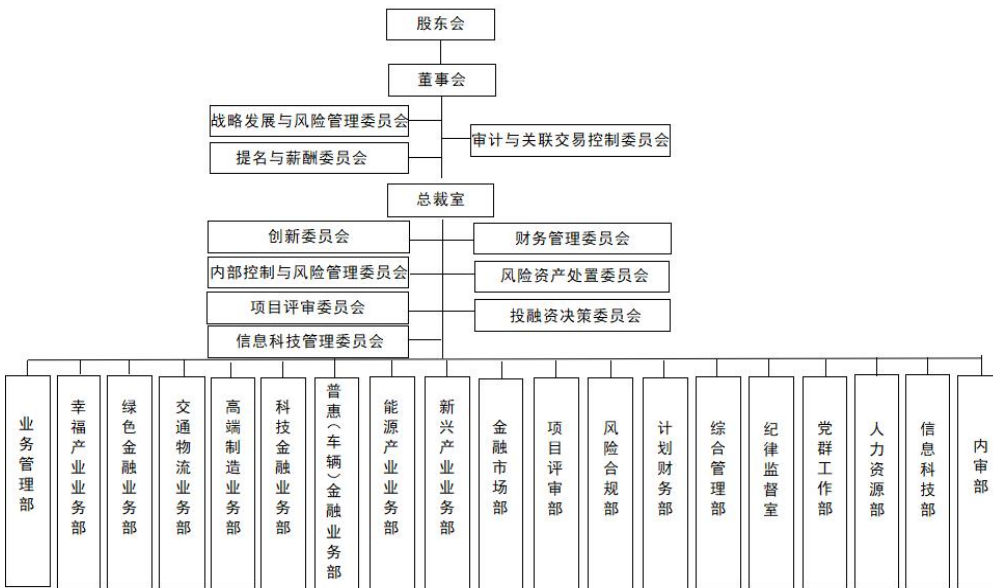 股东会
董事会
战略发展与风险管理委员会
审计与关联交易控制委员会
提名与薪酬委员会
总裁室
创新委员会
财务管理委员会
内部控制与风险管理委员会
风险资产处置委员会
项目评审委员会
投融资决策委员会
信息科技管理委员会
业务管理部
幸福产业业务部
绿色金融业务部
交通物流业务部
高端制造业务部
科技金融业务部
普惠（车辆）金融业务部
能源产业业务部
新兴产业业务部
金融市场部
项目评审部
风险合规部
计划财务部
综合管理部
纪律监督室
党群工作部
人力资源部
信息科技部
内审部